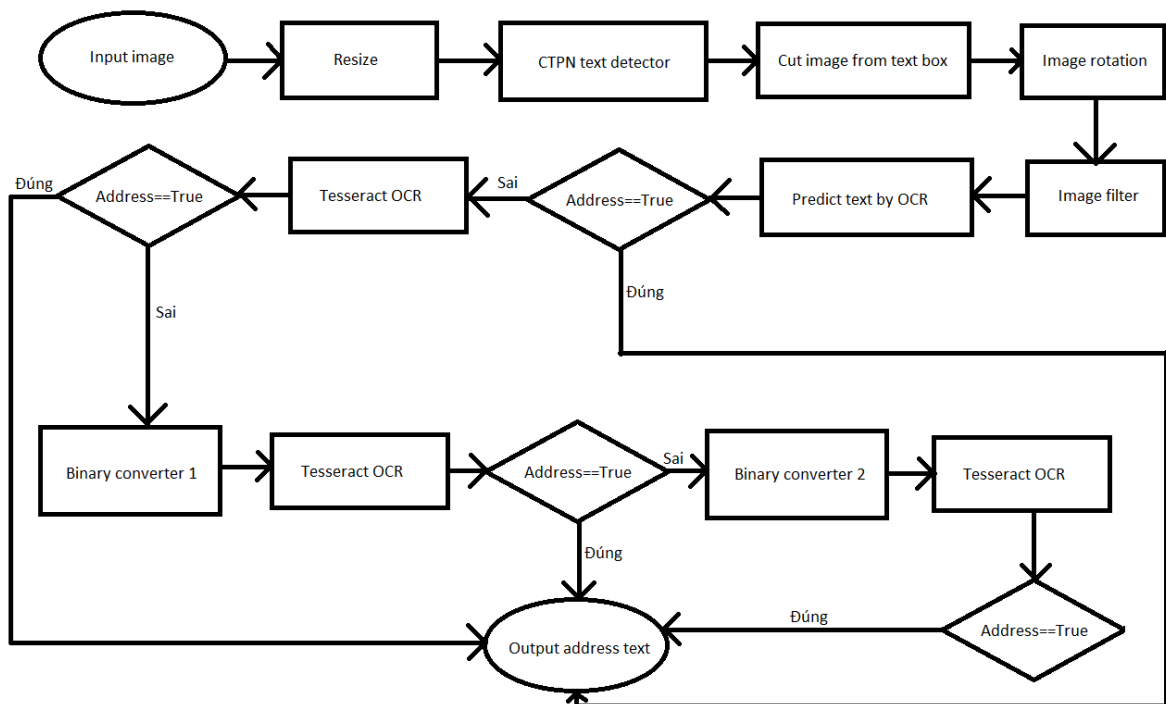 Input image
Resize
CTPN text detector
Cut image from text box
Image rotation
Image filter
Predict text by OCR
Address==True
Sai
Đúng
Tesseract OCR
Address==True
Đúng
Sai
Binary converter 1
Tesseract OCR
Address==True
Sai
Đúng
Binary converter 2
Tesseract OCR
Address==True
Đúng
Output address text